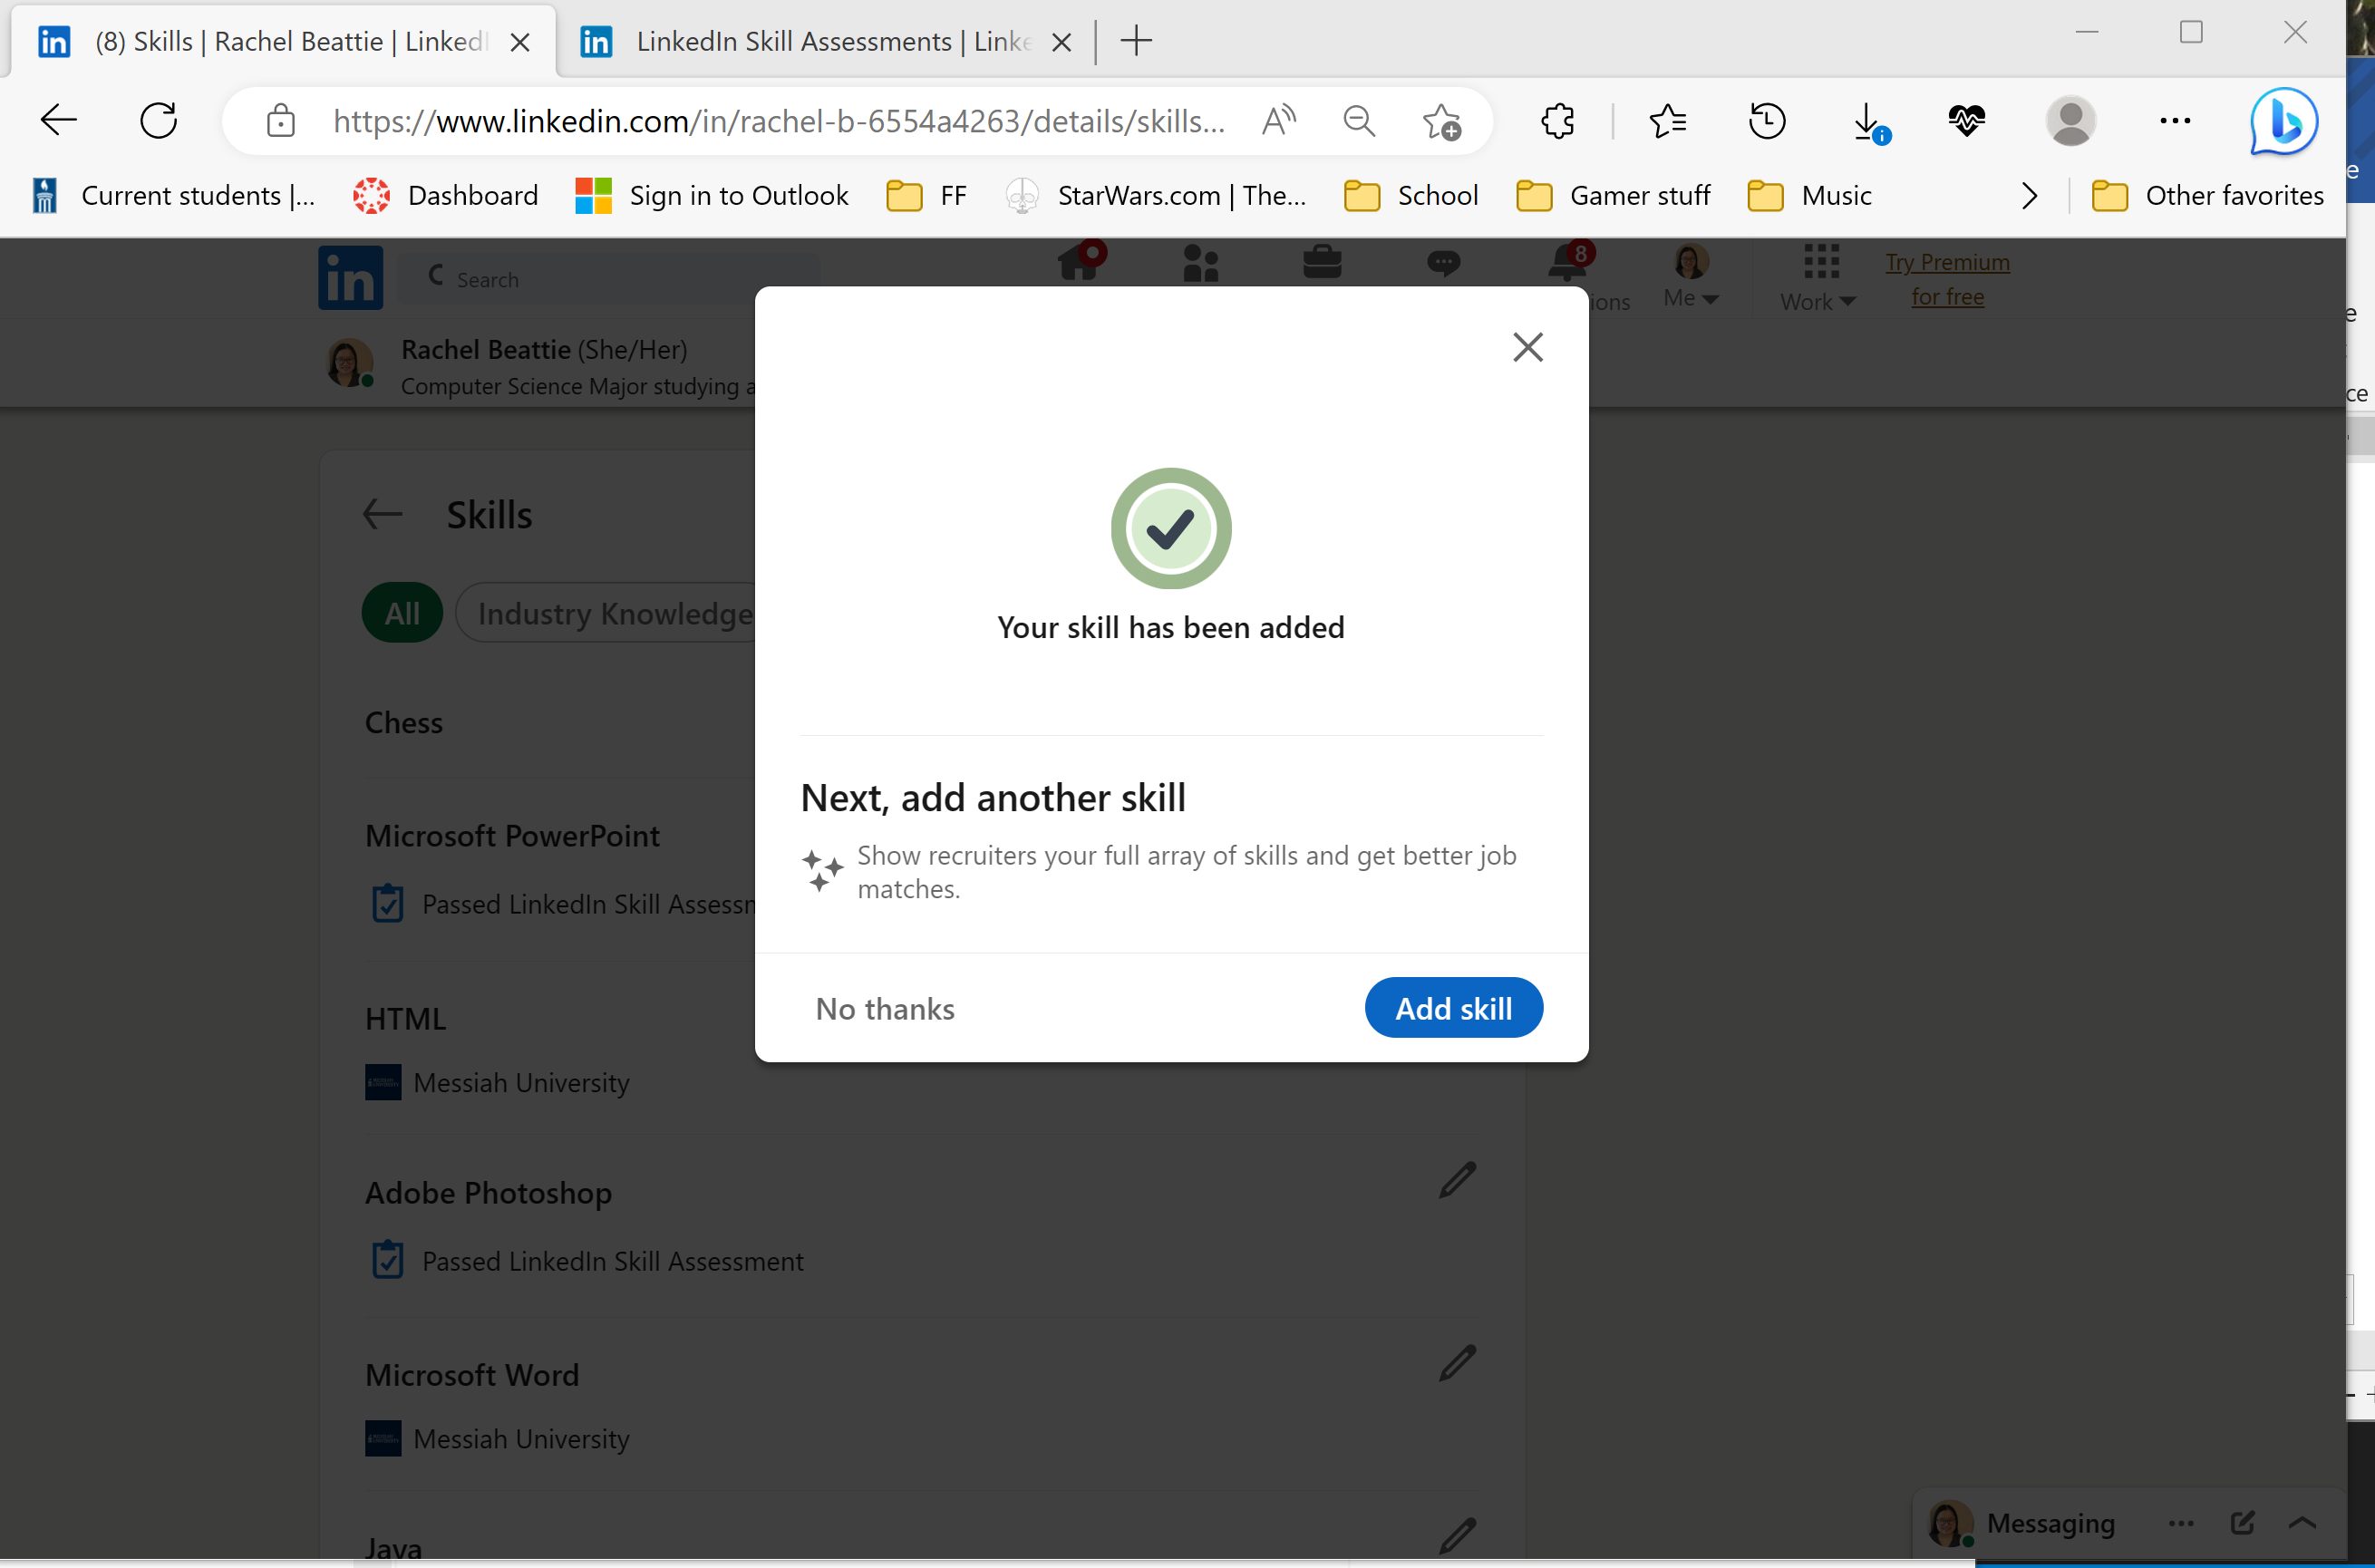 (8) Skills | Rachel Beattie | LinkedI
LinkedIn Skill Assessments | Linke
https://www.linkedin.com/in/rachel-b-6554a4263/details/skills...
Current students |...
Dashboard
Sign in to Outlook
FF
StarWars.com | The...
School
Gamer stuff
Music
Other favorites
in
Search
8
ions
Me
Work
Try Premium
for free
Rachel Beattie (She/Her)
Computer Science Major studying a
Skills
All
Industry Knowledge
Chess
Microsoft PowerPoint
Passed LinkedIn Skill Assessm
HTML
Messiah University
Adobe Photoshop
Passed LinkedIn Skill Assessment
Microsoft Word
Messiah University
Java
Your skill has been added
Next, add another skill
Show recruiters your full array of skills and get better job
matches.
No thanks
Add skill
Messaging
e
e
ce